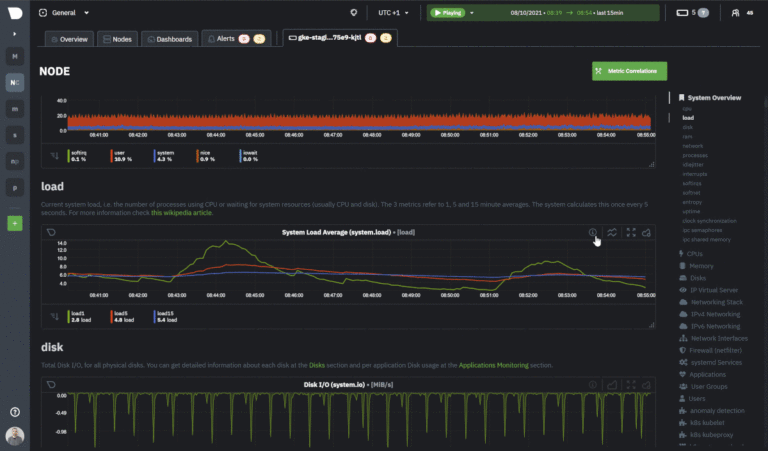 General
UTC +1
Playing
08/10/2021 • 08:39 → 08:54 • last 15min
5
45
Overview
Nodes
Dashboards
Alerts
gke-stagi...75e9-kjtl
M
NC
m
s
p
+
NODE
Metric Correlations
40.0
20.0
0.0
08:41:00 08:42:00 08:43:00 08:44:00 08:45:00 08:46:00 08:47:00 08:48:00 08:49:00 08:50:00 08:51:00 08:52:00 08:53:00 08:54:00 08:55:00
softirq user system nice iowait
0.1 % 10.9 % 4.3 % 0.9 % 0.0 %
load
Current system load, i.e. the number of processes using CPU or waiting for system resources (usually CPU and disk). The 3 metrics refer to 1, 5 and 15 minute averages. The system calculates this once every 5
seconds. For more information check this wikipedia article.
System Load Average (system.load) • [load]
14.0
12.0
10.0
8.0
6.0
4.0
08:41:00 08:42:00 08:43:00 08:44:00 08:45:00 08:46:00 08:47:00 08:48:00 08:49:00 08:50:00 08:51:00 08:52:00 08:53:00 08:54:00 08:55:00
load1 load5 load15
2.8 load 4.8 load 5.4 load
disk
Total Disk I/O, for all physical disks. You can get detailed information about each disk at the Disks section and per application Disk usage at the Applications Monitoring section.
Disk I/O (system.io) • [MiB/s]
0.00
-0.49
-0.98
System Overview
cpu
load
disk
ram
network
processes
idlejitter
interrupts
softirqs
softnet
entropy
uptime
clock synchronization
ipc semaphores
ipc shared memory
CPUs
Memory
Disks
IP Virtual Server
Networking Stack
IPv4 Networking
IPv6 Networking
Network Interfaces
Firewall (netfilter)
systemd Services
Applications
User Groups
Users
anomaly detection
k8s kubelet
k8s kubeproxy